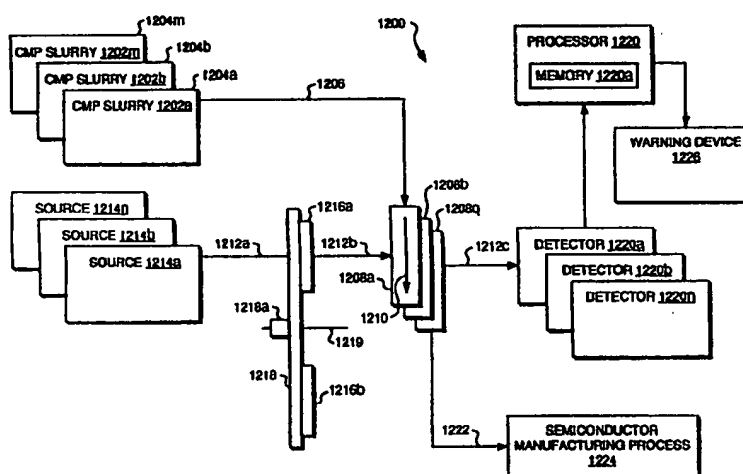 1204m
CMP SLURRY 1202m
1204b
CMP SLURRY 1202b
1204a
CMP SLURRY 1202a
1206
1200
PROCESSOR 1220
MEMORY 1220a
WARNING DEVICE
1226
SOURCE 1214n
SOURCE 1214b
SOURCE 1214a
1212a
1216a
1212b
1208b
1208q
1208a
1210
1212c
DETECTOR 1220a
DETECTOR 1220b
DETECTOR 1220n
1218a
1219
1218
1216b
1222
SEMICONDUCTOR
MANUFACTURING PROCESS
1224